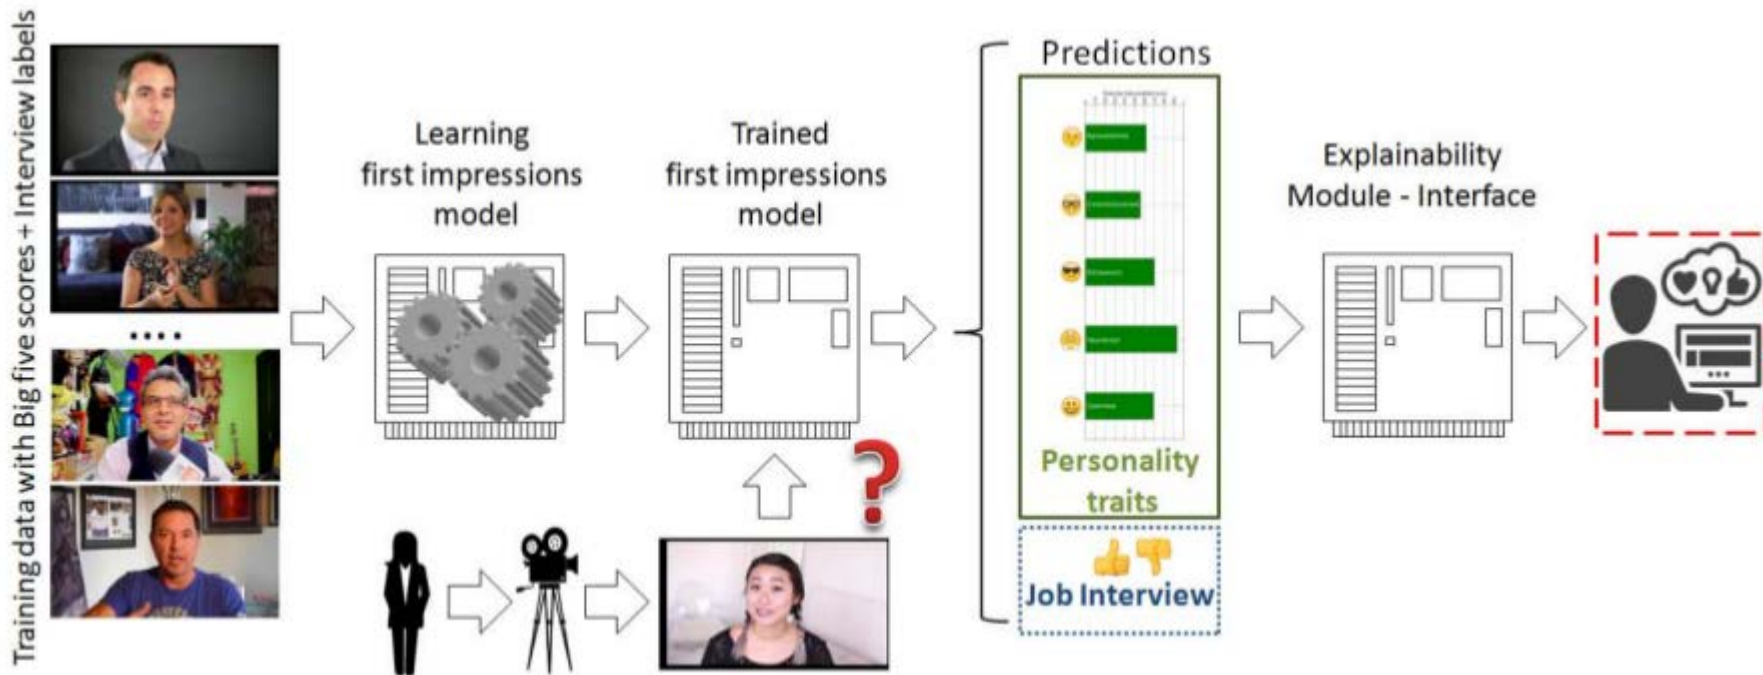 Training data with Big five scores + Interview labels
Learning
first impressions
model
Trained
first impressions
model
Predictions
Personality
traits
Job Interview
Explainability
Module - Interface